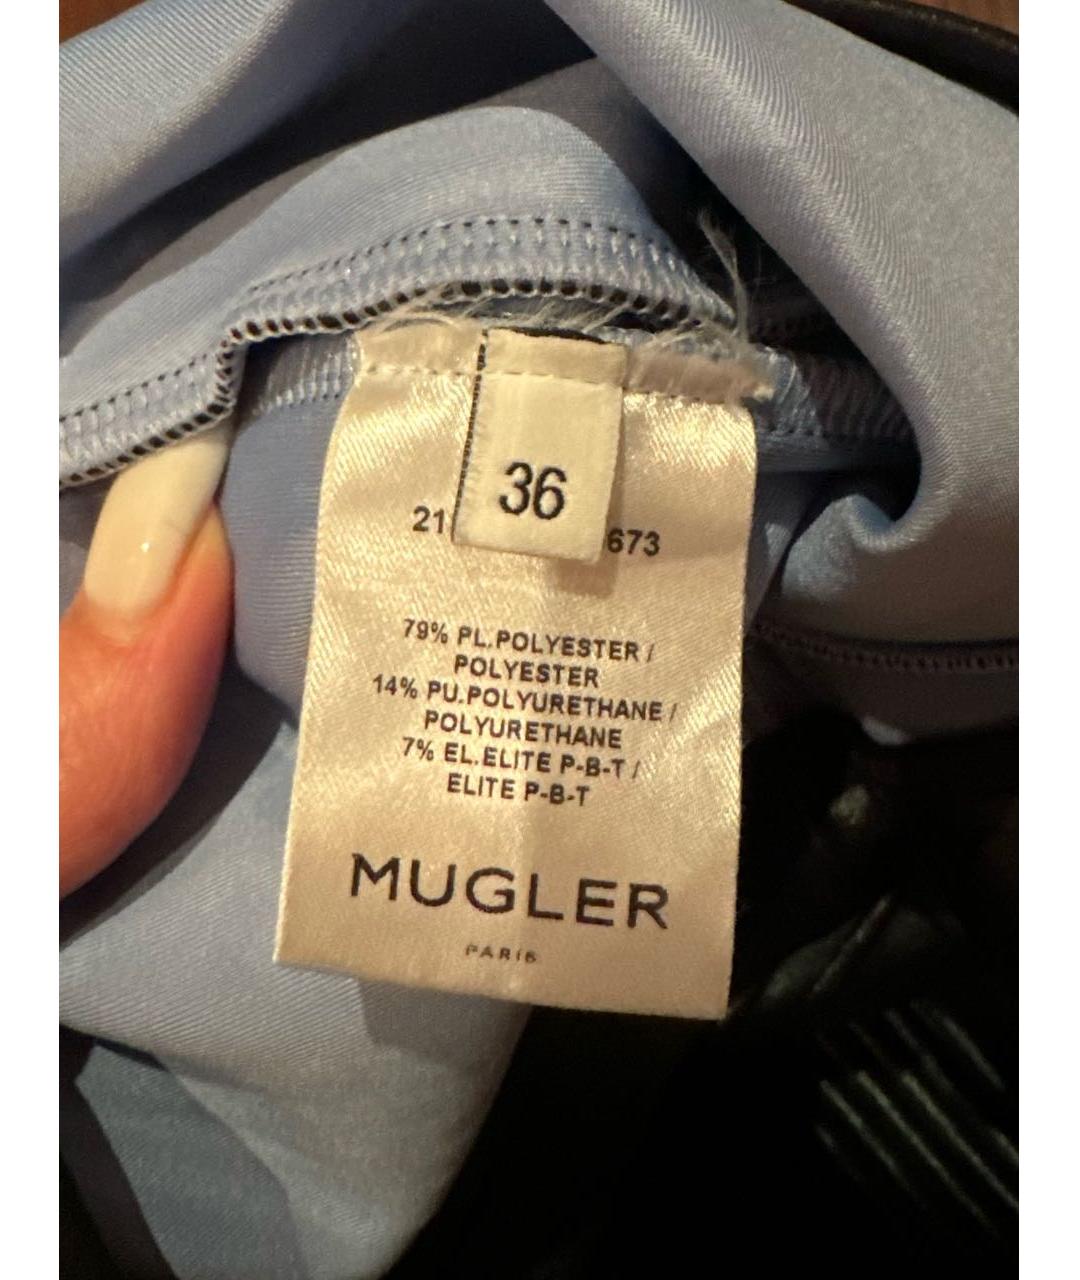 36
21 673
79% PL.POLYESTER /
POLYESTER
14% PU.POLYURETHANE /
POLYURETHANE
7% EL.ELITE P-B-T /
ELITE P-B-T
MUGLER
PARIS